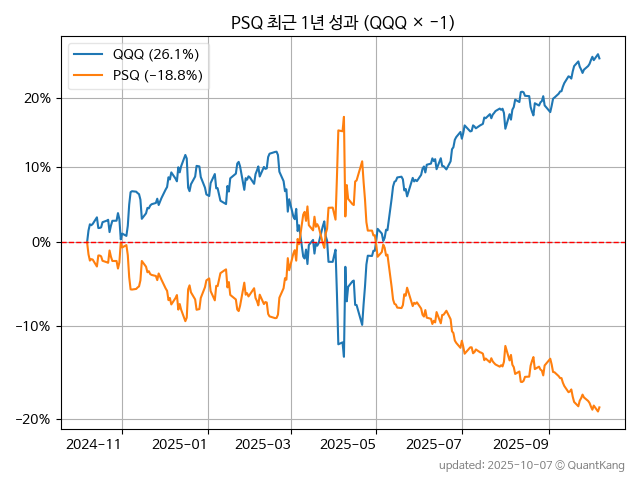 PSQ 최근 1년 성과 (QQQ × −1)
QQQ (26.1%)
PSQ (−18.8%)
20%
10%
0%
−10%
−20%
2024-11
2025-01
2025-03
2025-05
2025-07
2025-09
updated: 2025-10-07 © QuantKang